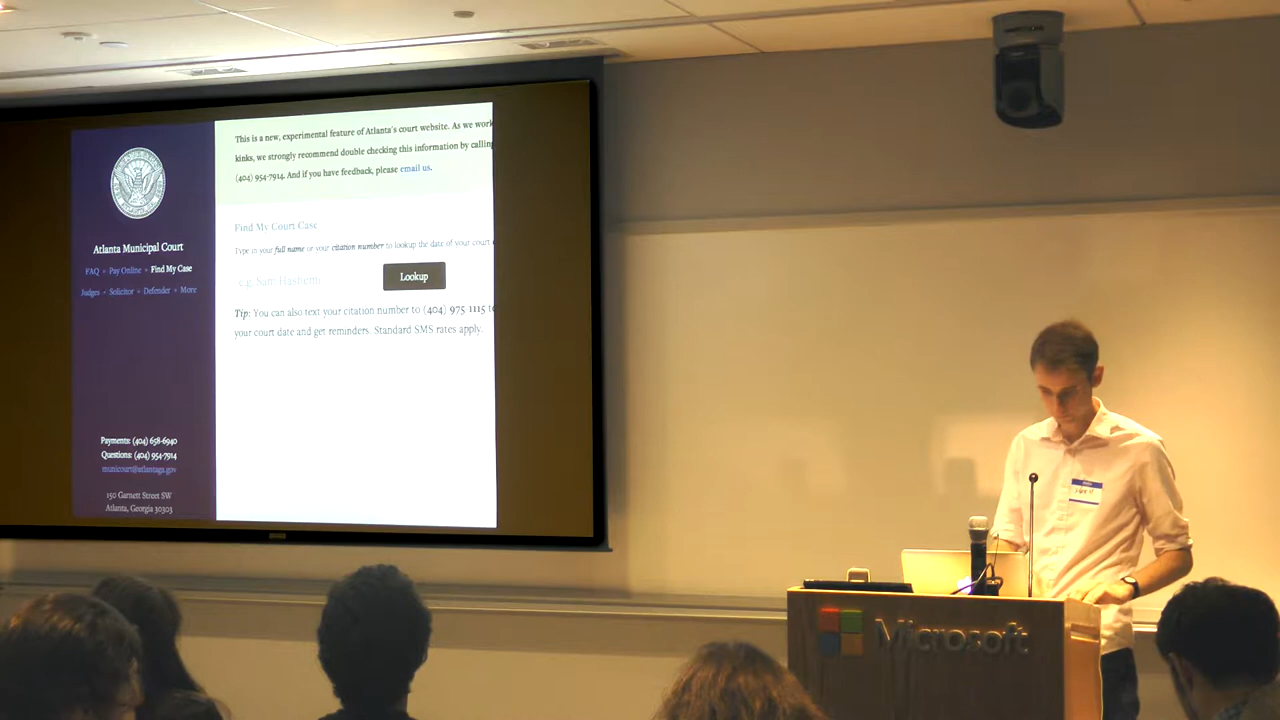 This is a new, experimental feature of Atlanta's court website. As we work
kinks, we strongly recommend double checking this information by calling
(404) 954-7914. And if you have feedback, please email us.
Atlanta Municipal Court
FAQ • Pay Online • Find My Case
Judges • Solicitor • Defender • More
Find My Court Case
Type in your full name or your citation number to lookup the date of your court
e.g. Sam Hashemi
Lookup
Tip: You can also text your citation number to (404) 975-1115 to
your court date and get reminders. Standard SMS rates apply.
Payments: (404) 658-6940
Questions: (404) 954-7914
municourt@atlantaga.gov
150 Garnett Street SW
Atlanta, Georgia 30303
Microsoft